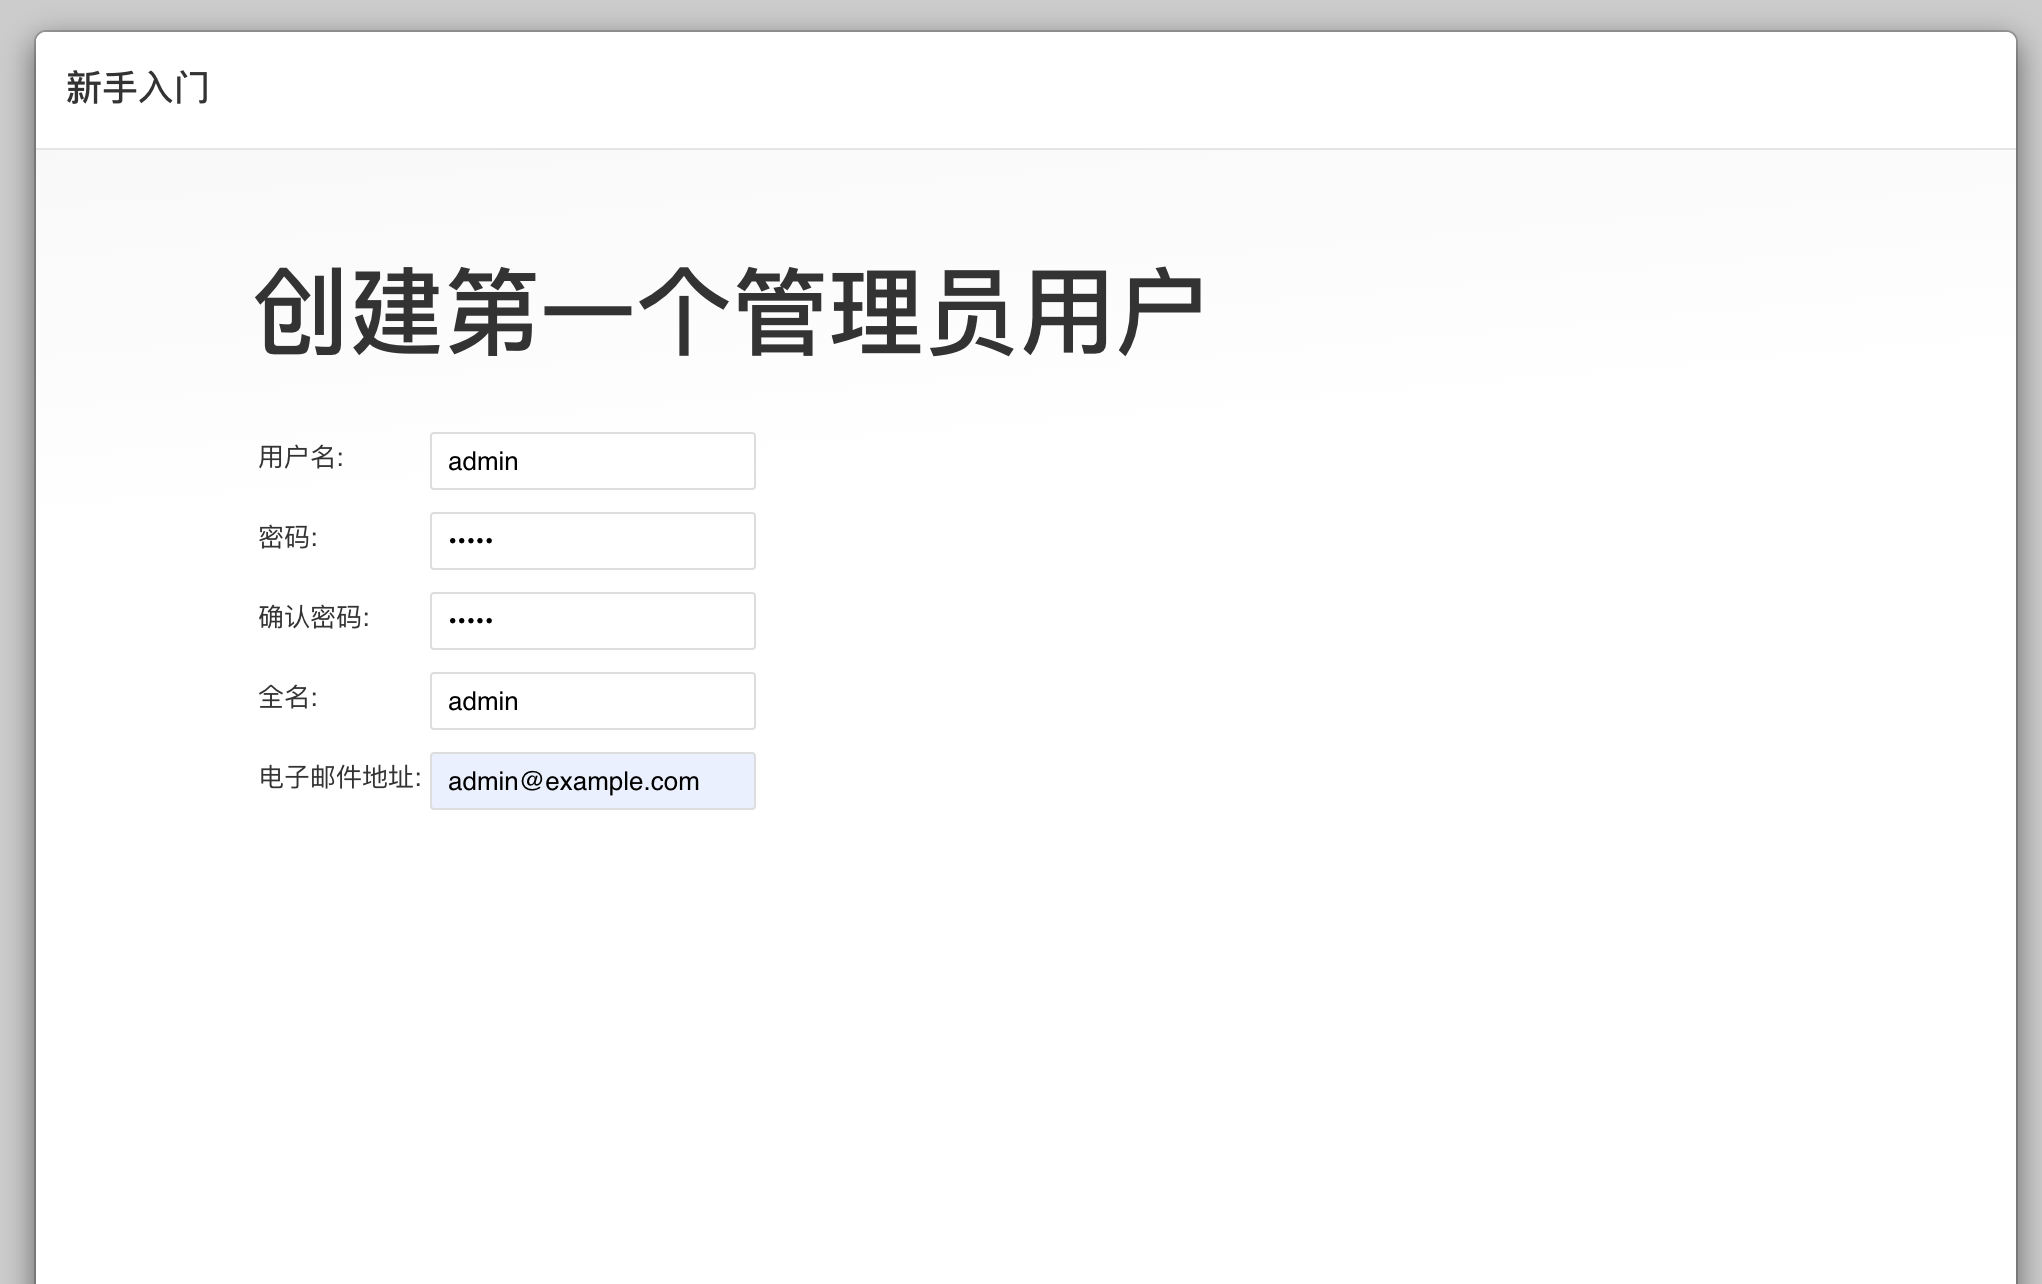 新手入门
创建第一个管理员用户
用户名: admin
密码: •••••
确认密码: •••••
全名: admin
电子邮件地址: admin@example.com